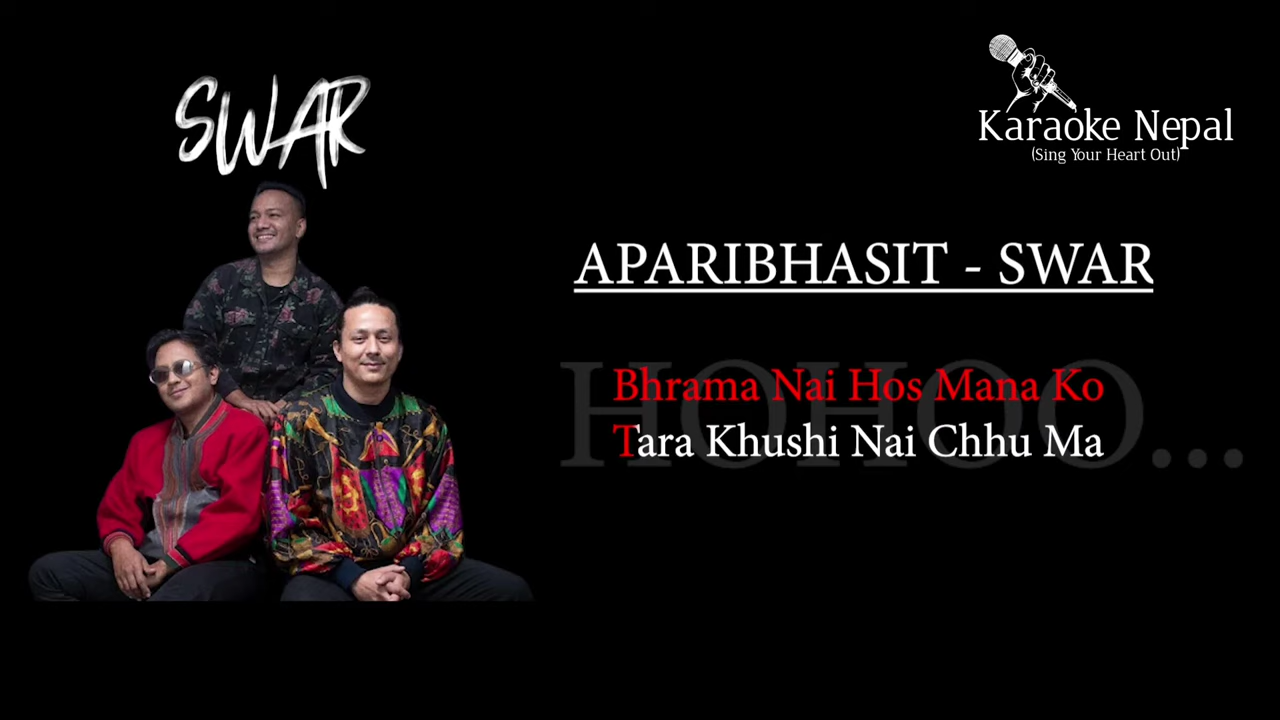 SWAR
Karaoke Nepal
(Sing Your Heart Out)
APARIBHASIT - SWAR
HOHOO...
Bhrama Nai Hos Mana Ko
Tara Khushi Nai Chhu Ma